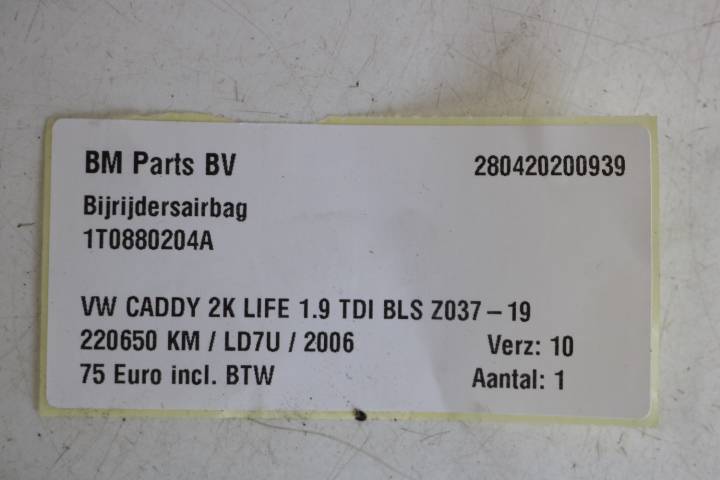 BM Parts BV 280420200939
Bijrijdersairbag
1T0880204A
VW CADDY 2K LIFE 1.9 TDI BLS Z037-19
220650 KM / LD7U / 2006 Verz: 10
75 Euro incl. BTW Aantal: 1